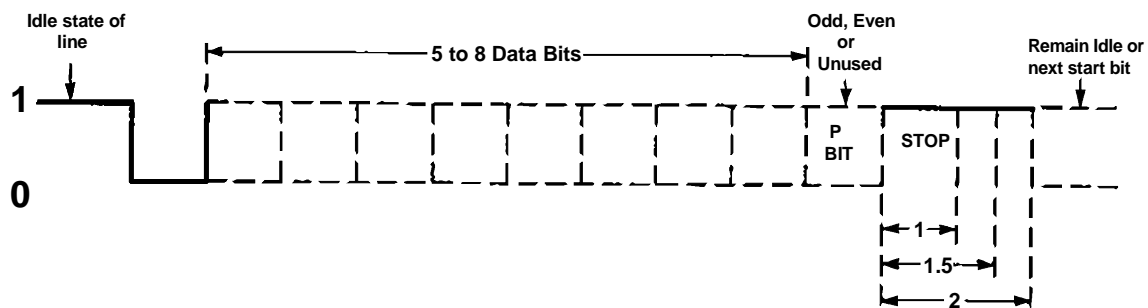 Idle state of
line
5 to 8 Data Bits
Odd, Even
or
Unused
Remain Idle or
next start bit
1
0
P
BIT
STOP
1
1.5
2